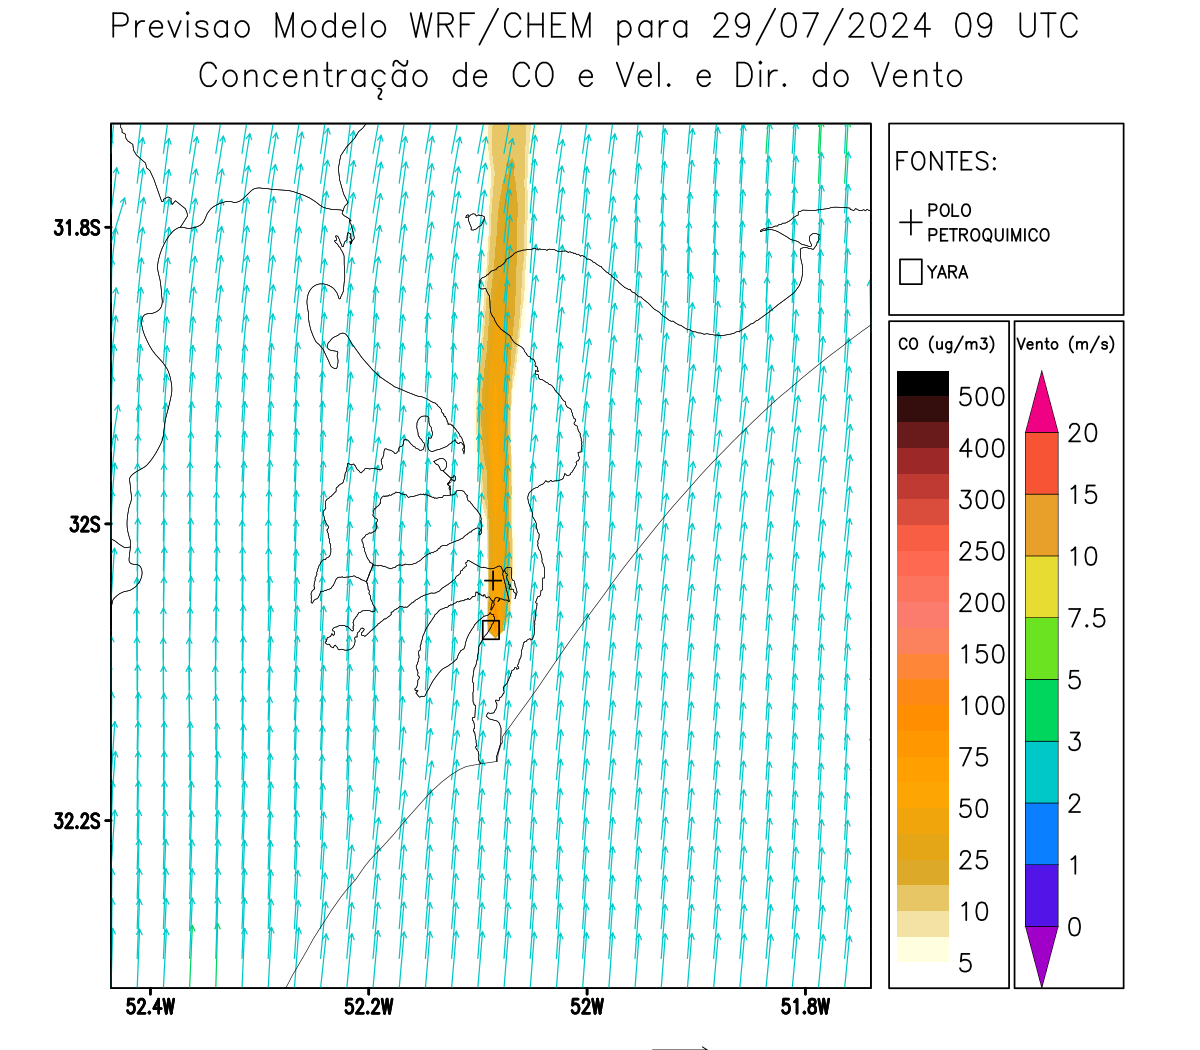 Previsao Modelo WRF/CHEM para 29/07/2024 09 UTC
Concentração de CO e Vel. e Dir. do Vento
FONTES:
POLO
PETROQUIMICO
YARA
31.8S
32S
32.2S
52.4W
52.2W
52W
51.8W
CO (ug/m3)
500
400
300
250
200
150
100
75
50
25
10
5
Vento (m/s)
20
15
10
7.5
5
3
2
1
0